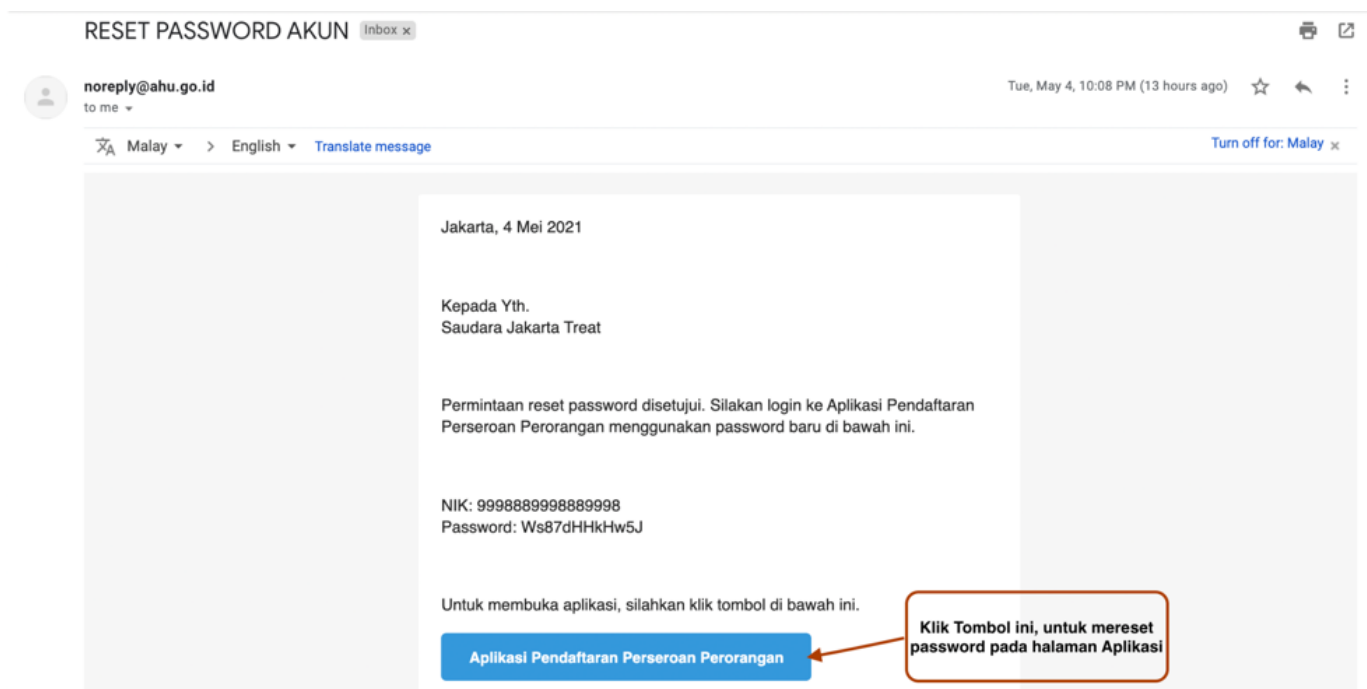 RESET PASSWORD AKUN Inbox x
noreply@ahu.go.id
Tue, May 4, 10:08 PM (13 hours ago)
to me
Malay > English Translate message
Turn off for: Malay x
Jakarta, 4 Mei 2021
Kepada Yth.
Saudara Jakarta Treat
Permintaan reset password disetujui. Silakan login ke Aplikasi Pendaftaran
Perseroan Perorangan menggunakan password baru di bawah ini.
NIK: 9998889998889998
Password: Ws87dHHkHw5J
Untuk membuka aplikasi, silahkan klik tombol di bawah ini.
Aplikasi Pendaftaran Perseroan Perorangan
Klik Tombol ini, untuk mereset
password pada halaman Aplikasi